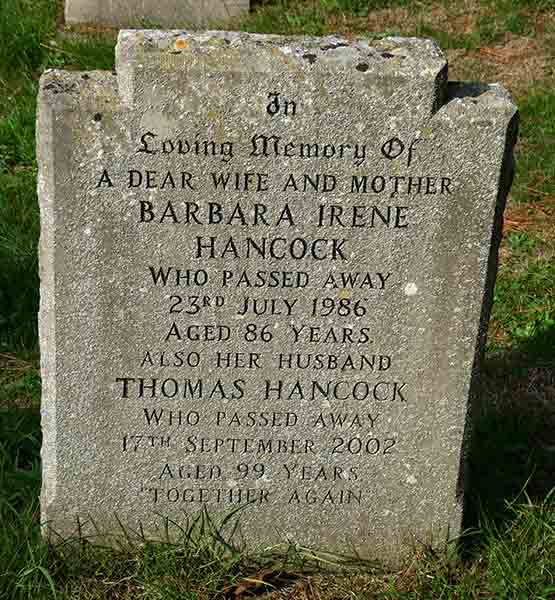 In
Loving Memory Of
A DEAR WIFE AND MOTHER
BARBARA IRENE
HANCOCK
WHO PASSED AWAY
23RD JULY 1986
AGED 86 YEARS.
ALSO HER HUSBAND
THOMAS HANCOCK
WHO PASSED AWAY
17TH SEPTEMBER 2002
AGED 99 YEARS
"TOGETHER AGAIN"